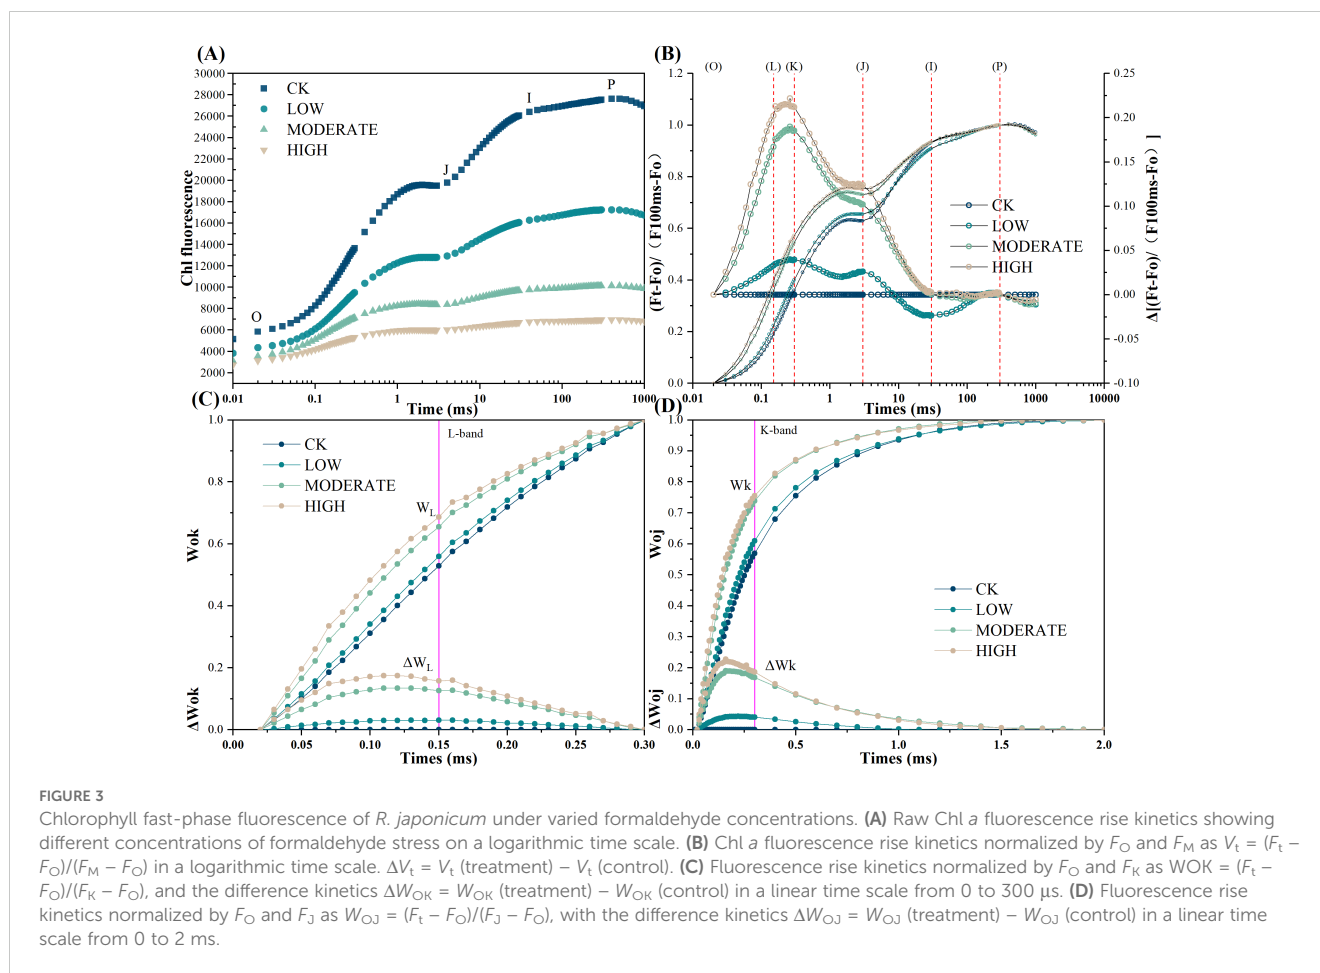 (A)
30000
28000
26000
24000
22000
20000
18000
16000
14000
12000
10000
8000
6000
4000
2000
Chl fluorescence
CK
LOW
MODERATE
HIGH
O
J
I
P
0.01 0.1 1 10 100 1000
Time (ms)
(B)
(O) (L) (K) (J) (I) (P)
1.2
1.0
0.8
0.6
0.4
0.2
0.0
(Ft-Fo)/ (F100ms-Fo)
CK
LOW
MODERATE
HIGH
0.25
0.20
0.15
0.10
0.05
0.00
-0.05
-0.10
Δ[(Ft-Fo)/ (F100ms-Fo) ]
0.01 0.1 1 10 100 1000 10000
Times (ms)
(C)
1.0
0.8
0.6
0.4
0.2
0.0
Wok
ΔWok
CK
LOW
MODERATE
HIGH
L-band
WL
ΔWL
0.00 0.05 0.10 0.15 0.20 0.25 0.30
Times (ms)
(D)
1.0
0.9
0.8
0.7
0.6
0.5
0.4
0.3
0.2
0.1
0.0
Woj
ΔWoj
K-band
Wk
ΔWk
CK
LOW
MODERATE
HIGH
0.0 0.5 1.0 1.5 2.0
Times (ms)
FIGURE 3
Chlorophyll fast-phase fluorescence of R. japonicum under varied formaldehyde concentrations. (A) Raw Chl a fluorescence rise kinetics showing
different concentrations of formaldehyde stress on a logarithmic time scale. (B) Chl a fluorescence rise kinetics normalized by FO and FM as Vt = (Ft –
FO)/(FM – FO) in a logarithmic time scale. ΔVt = Vt (treatment) – Vt (control). (C) Fluorescence rise kinetics normalized by FO and FK as WOK = (Ft –
FO)/(FK – FO), and the difference kinetics ΔWOK = WOK (treatment) – WOK (control) in a linear time scale from 0 to 300 μs. (D) Fluorescence rise
kinetics normalized by FO and FJ as WOJ = (Ft – FO)/(FJ – FO), with the difference kinetics ΔWOJ = WOJ (treatment) – WOJ (control) in a linear time
scale from 0 to 2 ms.